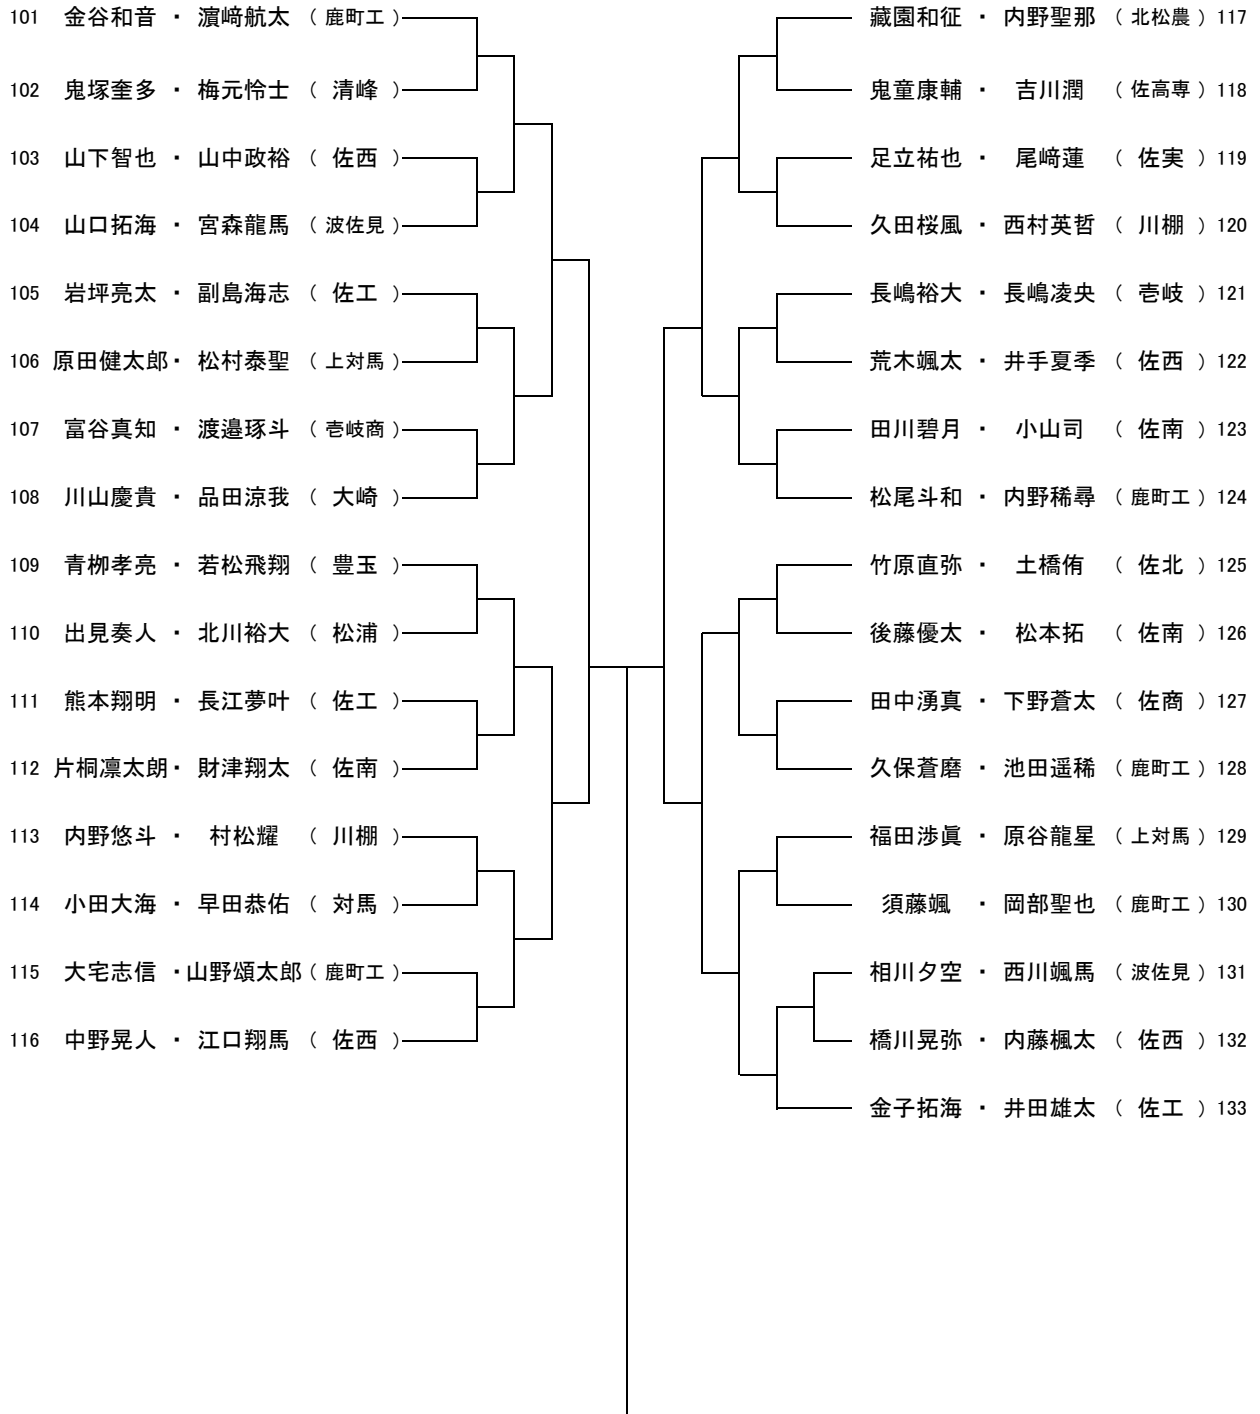 101 金谷和音 ・ 濵﨑航太 （ 鹿町工 ）
102 鬼塚奎多 ・ 梅元怜士 （ 清峰 ）
103 山下智也 ・ 山中政裕 （ 佐西 ）
104 山口拓海 ・ 宮森龍馬 （ 波佐見 ）
105 岩坪亮太 ・ 副島海志 （ 佐工 ）
106 原田健太郎・ 松村泰聖 （ 上対馬 ）
107 富谷真知 ・ 渡邉琢斗 （ 壱岐商 ）
108 川山慶貴 ・ 品田涼我 （ 大崎 ）
109 青栁孝亮 ・ 若松飛翔 （ 豊玉 ）
110 出見奏人 ・ 北川裕大 （ 松浦 ）
111 熊本翔明 ・ 長江夢叶 （ 佐工 ）
112 片桐凛太朗・ 財津翔太 （ 佐南 ）
113 内野悠斗 ・ 村松耀 （ 川棚 ）
114 小田大海 ・ 早田恭佑 （ 対馬 ）
115 大宅志信 ・山野頌太郎（ 鹿町工 ）
116 中野晃人 ・ 江口翔馬 （ 佐西 ）
藏園和征 ・ 内野聖那 （ 北松農 ） 117
鬼童康輔 ・ 吉川潤 （ 佐高専 ） 118
足立祐也 ・ 尾﨑蓮 （ 佐実 ） 119
久田桜風 ・ 西村英哲 （ 川棚 ） 120
長嶋裕大 ・ 長嶋凌央 （ 壱岐 ） 121
荒木颯太 ・ 井手夏季 （ 佐西 ） 122
田川碧月 ・ 小山司 （ 佐南 ） 123
松尾斗和 ・ 内野稀尋 （ 鹿町工 ） 124
竹原直弥 ・ 土橋侑 （ 佐北 ） 125
後藤優太 ・ 松本拓 （ 佐南 ） 126
田中湧真 ・ 下野蒼太 （ 佐商 ） 127
久保蒼磨 ・ 池田遥稀 （ 鹿町工 ） 128
福田渉眞 ・ 原谷龍星 （ 上対馬 ） 129
須藤颯 ・ 岡部聖也 （ 鹿町工 ） 130
相川夕空 ・ 西川颯馬 （ 波佐見 ） 131
橋川晃弥 ・ 内藤楓太 （ 佐西 ） 132
金子拓海 ・ 井田雄太 （ 佐工 ） 133